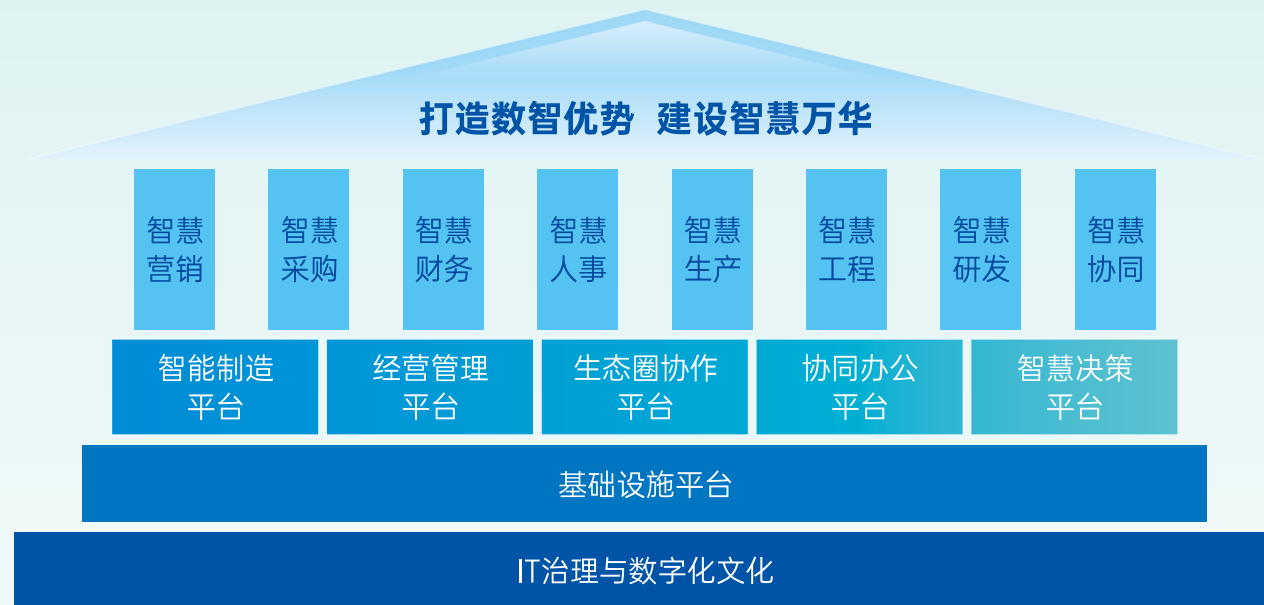 打造数智优势 建设智慧万华
智慧
营销
智慧
采购
智慧
财务
智慧
人事
智慧
生产
智慧
工程
智慧
研发
智慧
协同
智能制造
平台
经营管理
平台
生态圈协作
平台
协同办公
平台
智慧决策
平台
基础设施平台
IT治理与数字化文化